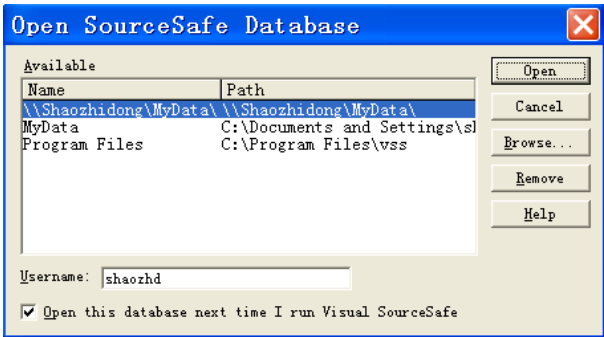 Open SourceSafe Database
Available
Name Path
\\Shaozhidong\MyData\ \\Shaozhidong\MyData\
MyData C:\Documents and Settings\sl
Program Files C:\Program Files\vss
Open
Cancel
Browse...
Remove
Help
Username: shaozhd
Open this database next time I run Visual SourceSafe